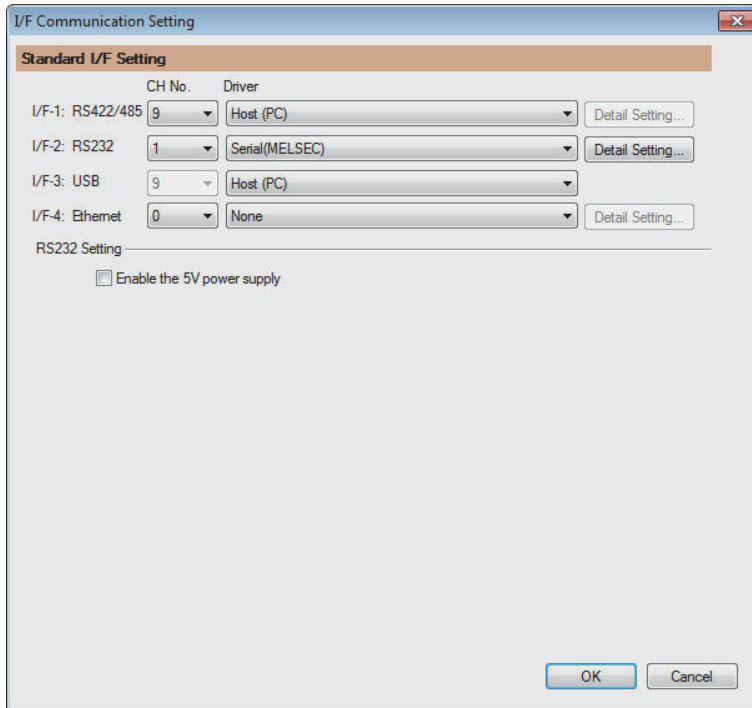 I/F Communication Setting
Standard I/F Setting
CH No. Driver
I/F-1: RS422/485 9 Host (PC) Detail Setting...
I/F-2: RS232 1 Serial(MELSEC) Detail Setting...
I/F-3: USB 9 Host (PC)
I/F-4: Ethernet 0 None Detail Setting...
RS232 Setting
Enable the 5V power supply
OK Cancel